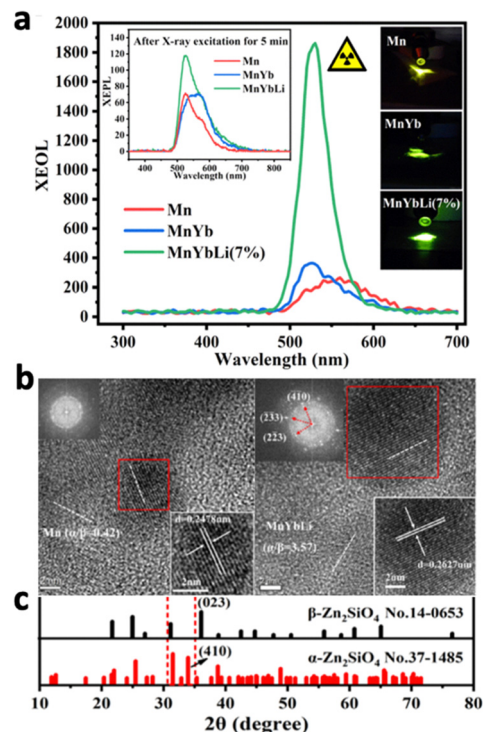 a
2000
1800
1600
1400
1200
1000
800
600
400
200
0
XEOL
300 400 500 600 700
Wavelength (nm)
Mn
MnYb
MnYbLi(7%)
After X-ray excitation for 5 min
140
120
100
80
60
40
20
0
XEPL
400 500 600 700 800
Wavelength (nm)
Mn
MnYb
MnYbLi
Mn
MnYb
MnYbLi(7%)
b
Mn (α/β=0.42)
d=0.2478nm
2nm
(410)
(233)
(223)
MnYbLi
(α/β=3.57)
d=0.2627nm
2nm
c
(023)
β-Zn₂SiO₄ No.14-0653
(410)
α-Zn₂SiO₄ No.37-1485
10 20 30 40 50 60 70 80
2θ (degree)